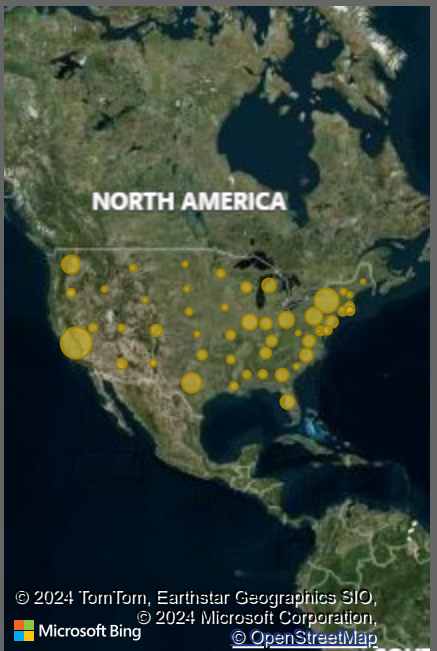 NORTH AMERICA
© 2024 TomTom, Earthstar Geographics SIO,
© 2024 Microsoft Corporation,
Microsoft Bing
© OpenStreetMap